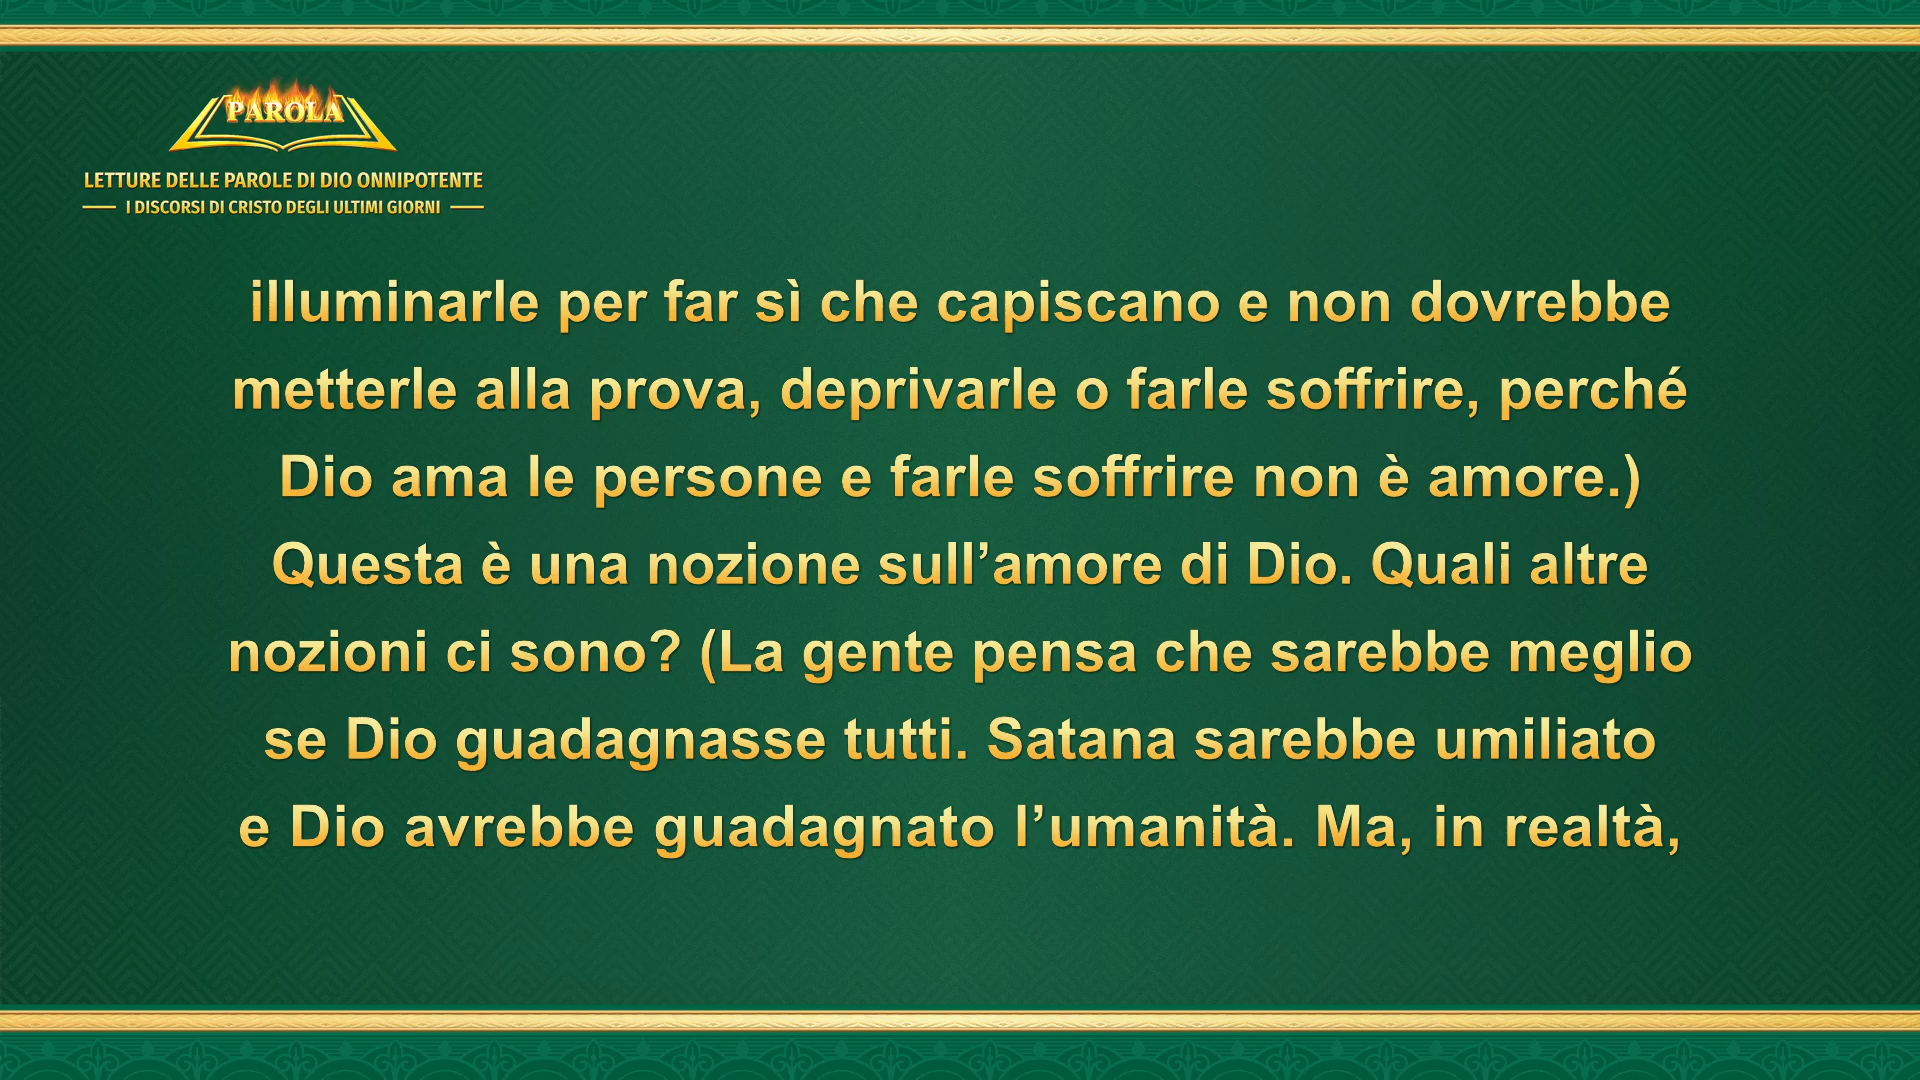 PAROLA
LETTURE DELLE PAROLE DI DIO ONNIPOTENTE
I DISCORSI DI CRISTO DEGLI ULTIMI GIORNI
illuminarle per far sì che capiscano e non dovrebbe
metterle alla prova, deprivarle o farle soffrire, perché
Dio ama le persone e farle soffrire non è amore.)
Questa è una nozione sull’amore di Dio. Quali altre
nozioni ci sono? (La gente pensa che sarebbe meglio
se Dio guadagnasse tutti. Satana sarebbe umiliato
e Dio avrebbe guadagnato l’umanità. Ma, in realtà,